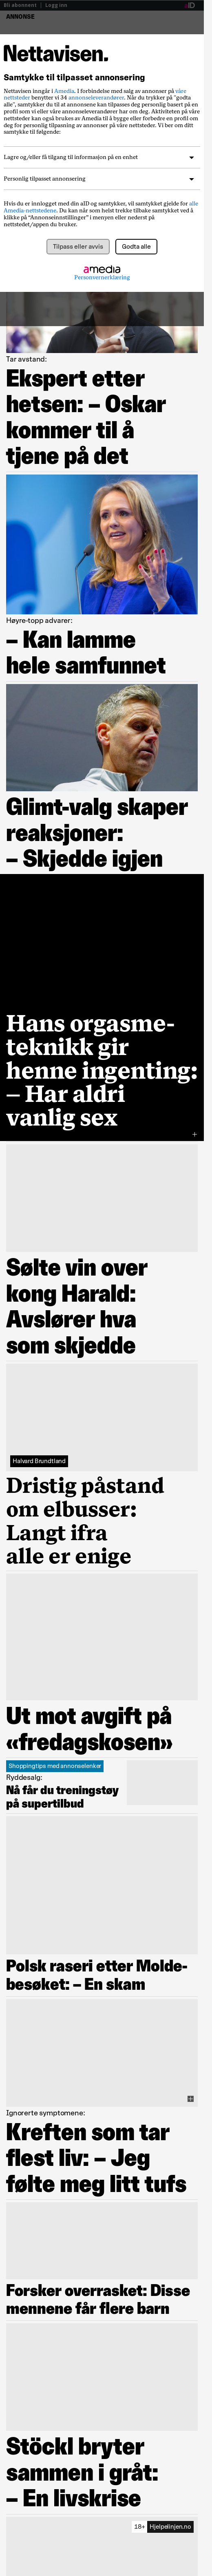 Bli abonnent | Logg inn
aID
ANNONSE
Nettavisen.
Samtykke til tilpasset annonsering
Nettavisen inngår i Amedia. I forbindelse med salg av annonser på våre
nettsteder benytter vi 34 annonseleverandører. Når du trykker af "godta
alle", samtykker du til at annonser kan tilpasses deg personlig basert på en
profil som vi eller våre annonseleverandører har om deg. Aktiviteten på våre
nettsteder kan også brukes av Amedia til å bygge eller forbedre en profil om
deg for personlig tilpasning av annonser på våre nettsider. Vi ber om ditt
samtykke til følgende:
Lagre og/eller få tilgang til informasjon på en enhet
Personlig tilpasset annonsering
Hvis du er innlogget med din aID og samtykker, vil samtykket ved gjelde for alle
Amedia-nettstedene. Du kan når som helst trekke tilbake samtykket ved å
klikke på "Annonseinnstillinger" i menyen eller nederst på
nettstedet/appen du bruker.
Tilpass eller avvis
Godta alle
amedia
Personvernerklæring
Tar avstand:
Ekspert etter
hetsen: – Oskar
kommer til å
tjene på det
Høyre-topp advarer:
– Kan lamme
hele samfunnet
Glimt-valg skaper
reaksjoner:
– Skjedde igjen
Hans orgasme-
teknikk gir
henne ingenting:
– Har aldri
vanlig sex
Sølte vin over
kong Harald:
Avslører hva
som skjedde
Halvard Brundtland
Dristig påstand
om elbusser:
Langt ifra
alle er enige
Ut mot avgift på
«fredagskosen»
Shoppingtips med annonselenker
Ryddesalg:
Nå får du treningstøy
på supertilbud
Polsk raseri etter Molde-
besøket: – En skam
Ignorerte symptomene:
Kreften som tar
flest liv: – Jeg
følte meg litt tufs
Forsker overrasket: Disse
mennene får flere barn
Stöckl bryter
sammen i gråt:
– En livskrise
18+ Hjelpelinjen.no